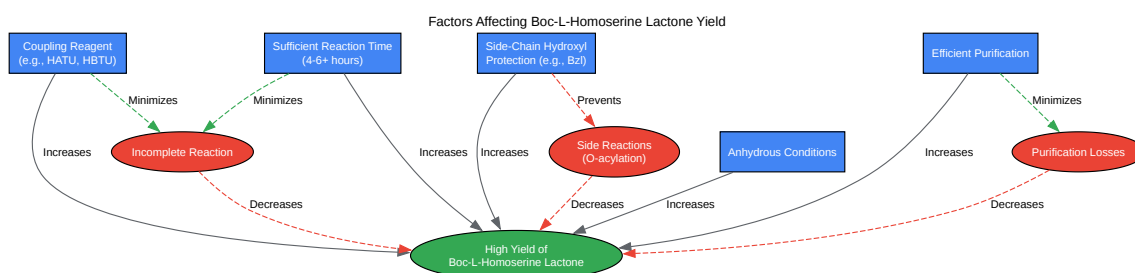 Factors Affecting Boc-L-Homoserine Lactone Yield
Coupling Reagent
(e.g., HATU, HBTU)
Sufficient Reaction Time
(4-6+ hours)
Side-Chain Hydroxyl
Protection (e.g., Bzl)
Efficient Purification
Minimizes
Minimizes
Prevents
Minimizes
Increases
Incomplete Reaction
Increases
Increases
Side Reactions
(O-acylation)
Anhydrous Conditions
Increases
Purification Losses
Decreases
Decreases
Increases
Decreases
High Yield of
Boc-L-Homoserine Lactone